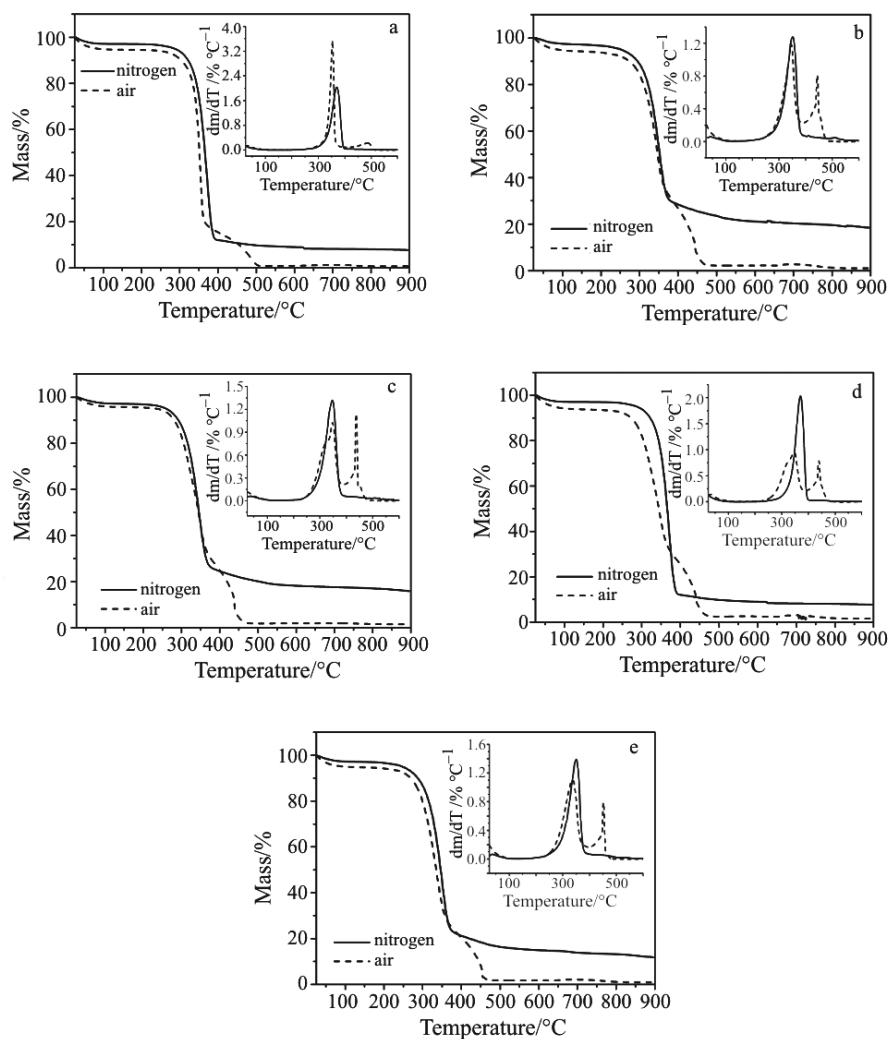 a
100
80
60
40
20
0
Mass/%
nitrogen
air
4.0
3.2
2.4
1.6
0.8
0.0
dm/dT /% °C⁻¹
100 300 500
Temperature/°C
100 200 300 400 500 600 700 800 900
Temperature/°C
b
100
80
60
40
20
0
Mass/%
nitrogen
air
1.2
0.8
0.4
0
dm/dT /% °C⁻¹
100 300 500
Temperature/°C
100 200 300 400 500 600 700 800 900
Temperature/°C
c
100
80
60
40
20
0
Mass/%
nitrogen
air
1.5
1.2
0.9
0.6
0.3
0.0
dm/dT /% °C⁻¹
100 300 500
Temperature/°C
100 200 300 400 500 600 700 800 900
Temperature/°C
d
100
80
60
40
20
0
Mass/%
nitrogen
air
2.0
1.5
1.0
0.5
0.0
dm/dT /% °C⁻¹
100 300 500
Temperature/°C
100 200 300 400 500 600 700 800 900
Temperature/°C
e
100
80
60
40
20
0
Mass/%
nitrogen
air
1.6
1.2
0.8
0.4
0.0
dm/dT /% °C⁻¹
100 300 500
Temperature/°C
100 200 300 400 500 600 700 800 900
Temperature/°C